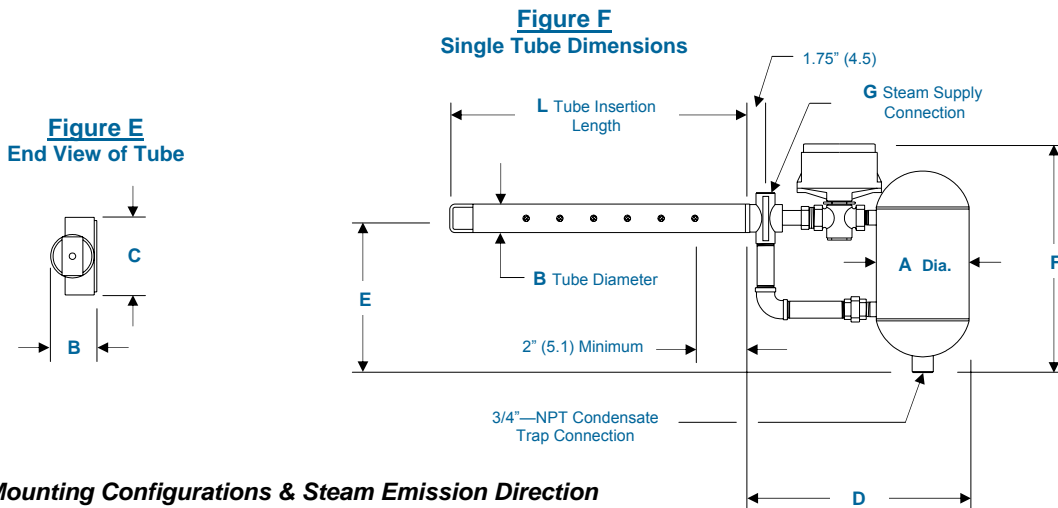 Figure F
Single Tube Dimensions
1.75” (4.5)
G Steam Supply
Connection
L Tube Insertion
Length
Figure E
End View of Tube
C
B
B Tube Diameter
E
A Dia.
F
2” (5.1) Minimum
3/4”—NPT Condensate
Trap Connection
D
Mounting Configurations & Steam Emission Direction